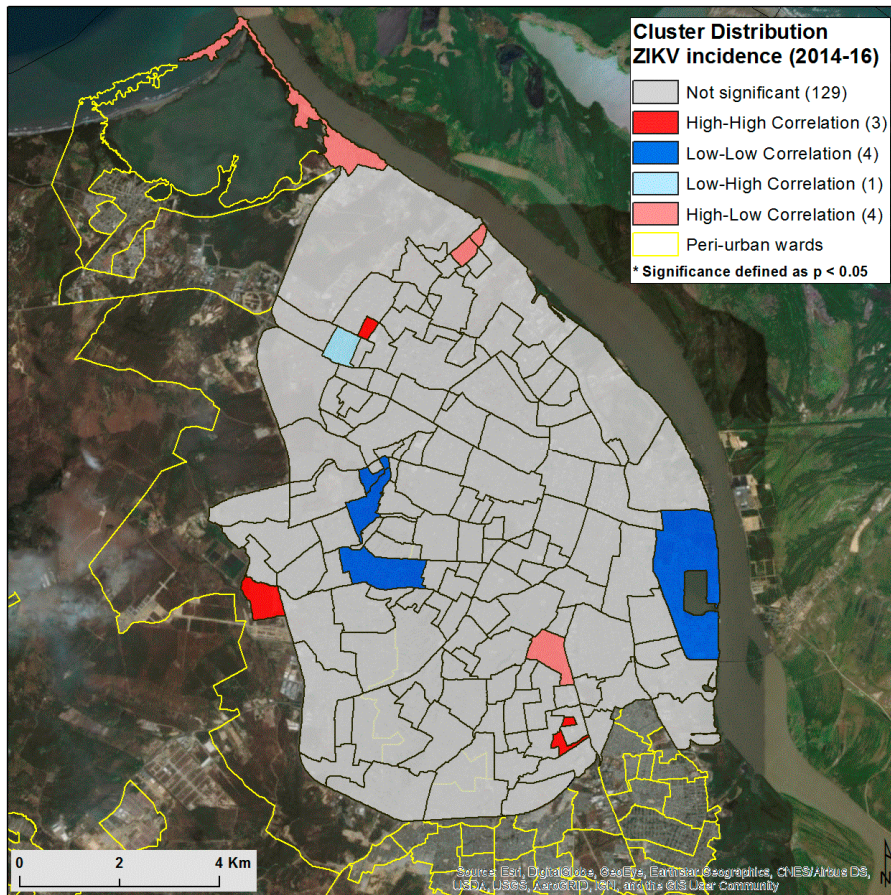 Cluster Distribution
ZIKV incidence (2014-16)
Not significant (129)
High-High Correlation (3)
Low-Low Correlation (4)
Low-High Correlation (1)
High-Low Correlation (4)
Peri-urban wards
* Significance defined as p < 0.05
0 2 4 Km
Source: Esri, DigitalGlobe, GeoEye, Earthstar Geographics, CNES/Airbus DS,
USDA, USGS, AeroGRID, IGN, and the GIS User Community